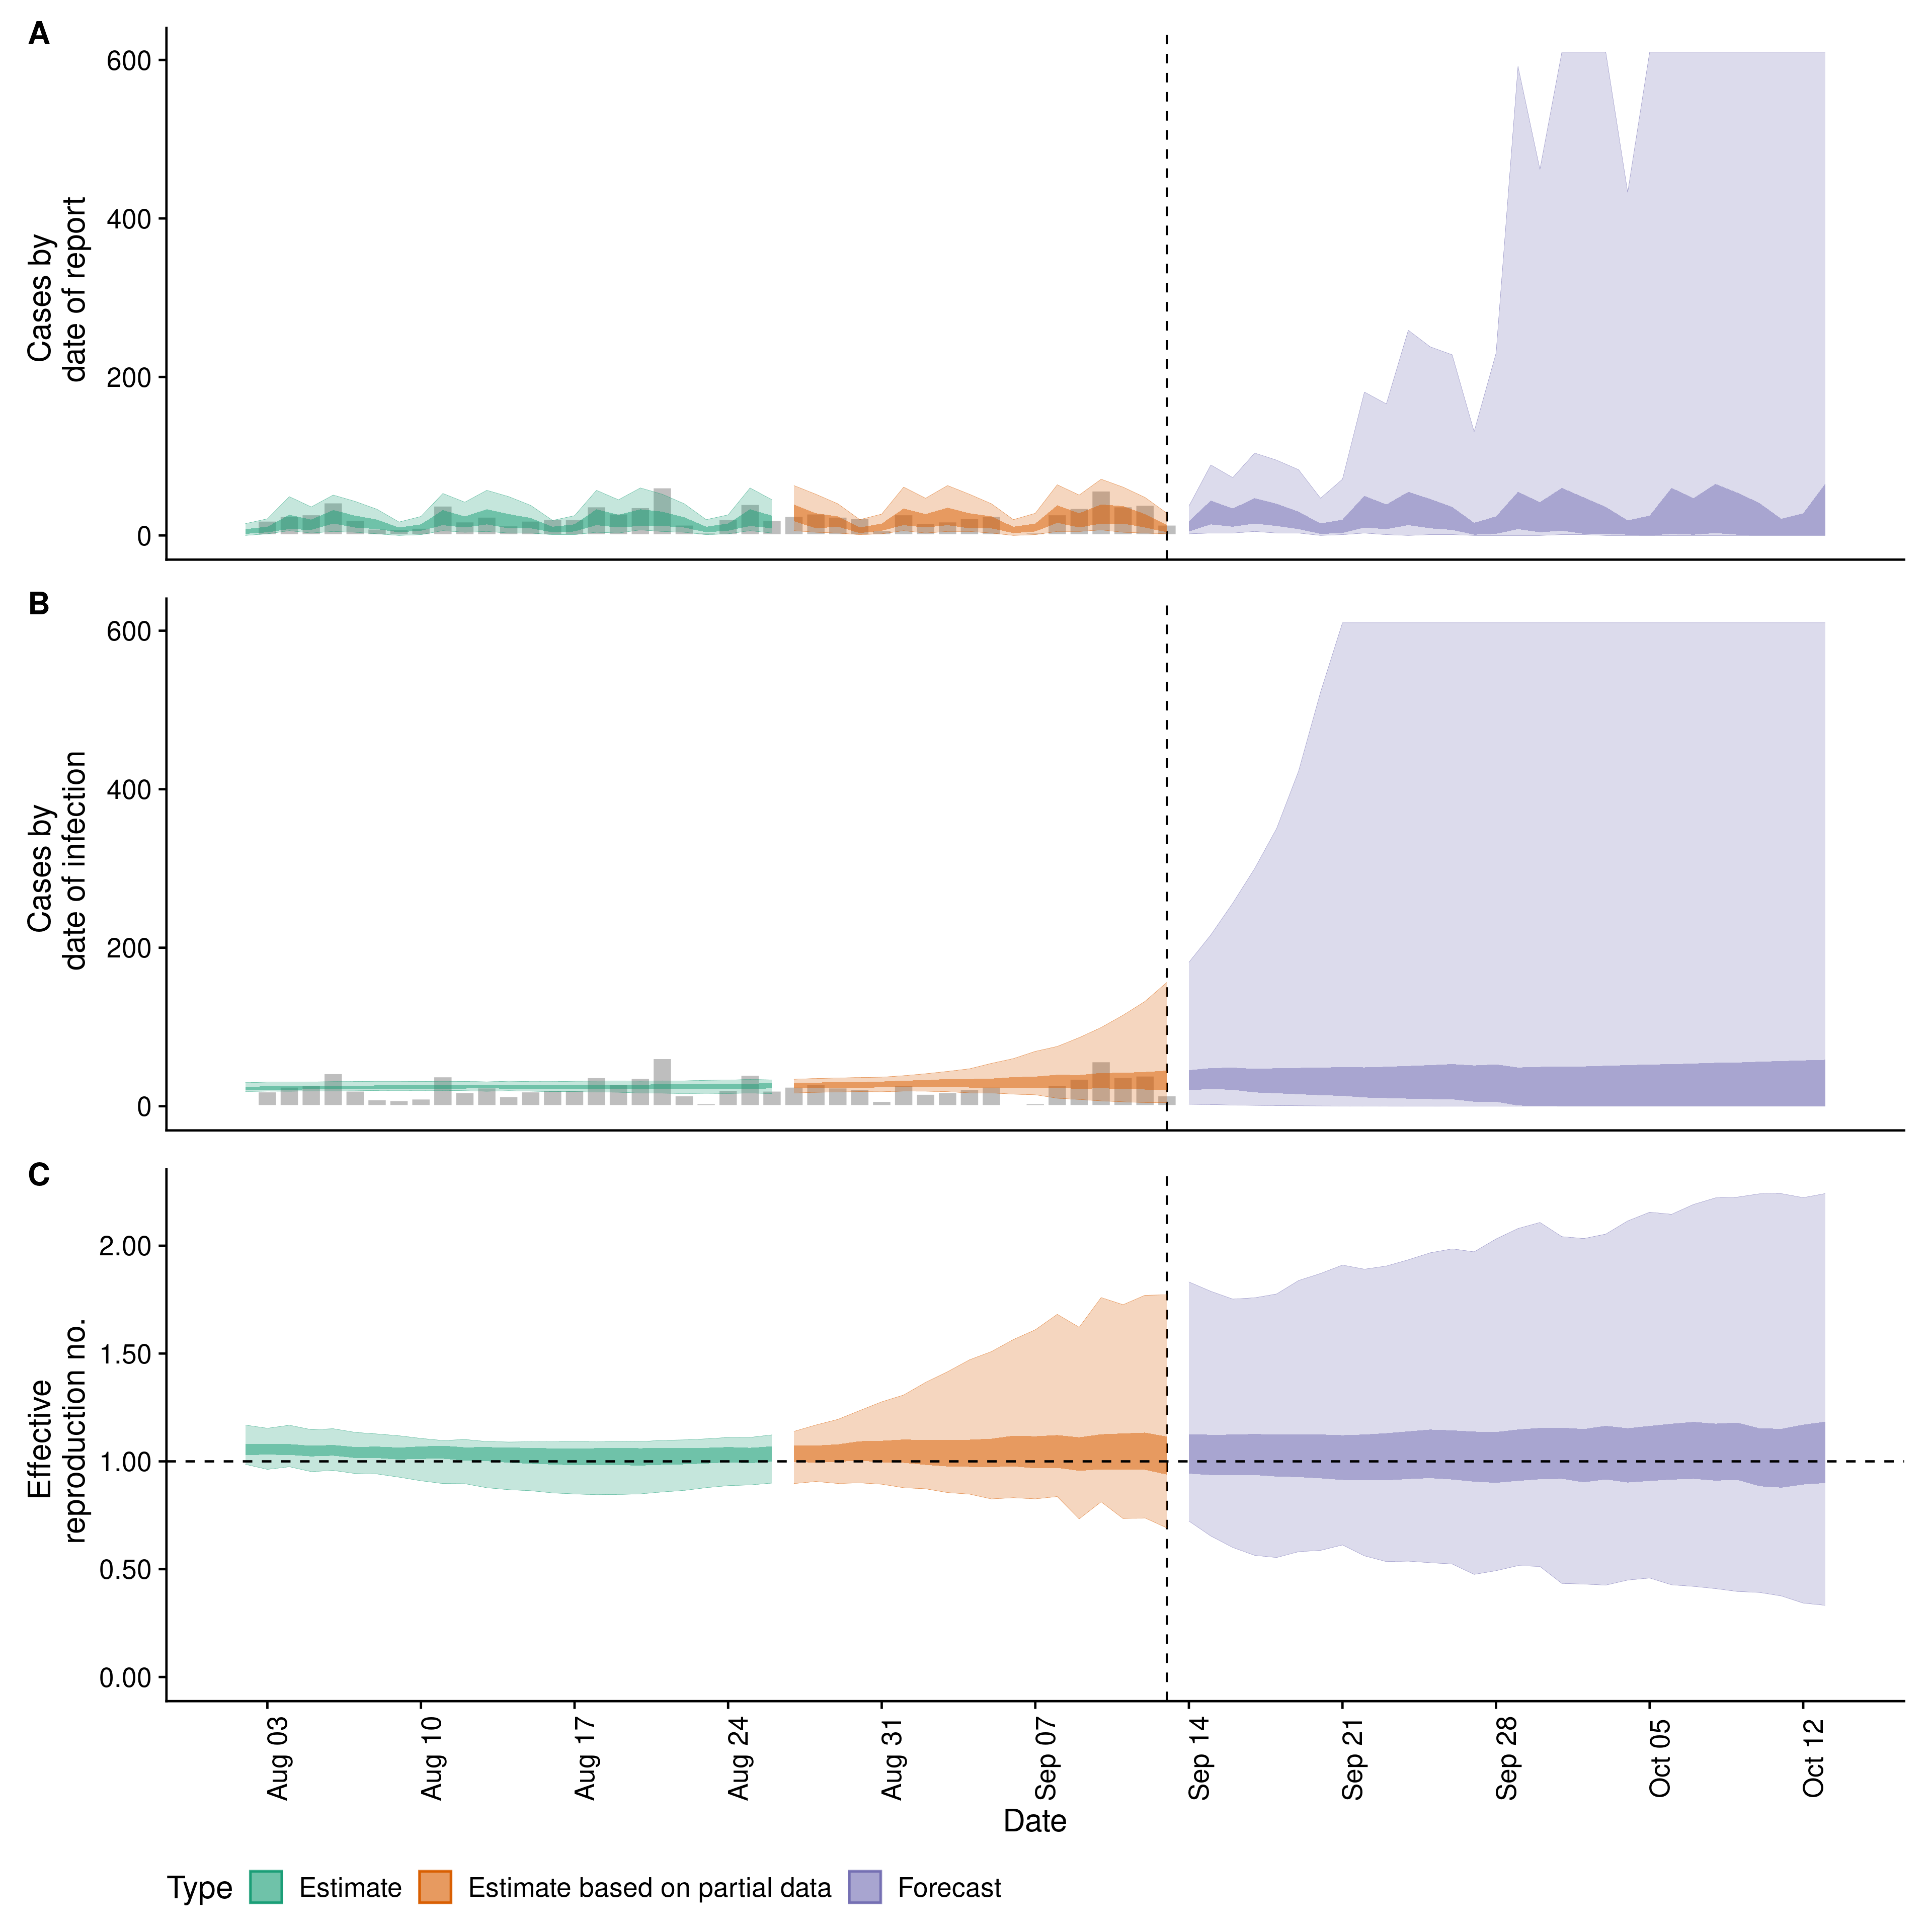 A
600
400
200
0
Cases by
date of report
B
600
400
200
0
Cases by
date of infection
C
2.00
1.50
1.00
0.50
0.00
Effective
reproduction no.
Aug 03
Aug 10
Aug 17
Aug 24
Aug 31
Sep 07
Sep 14
Sep 21
Sep 28
Oct 05
Oct 12
Date
Type Estimate Estimate based on partial data Forecast